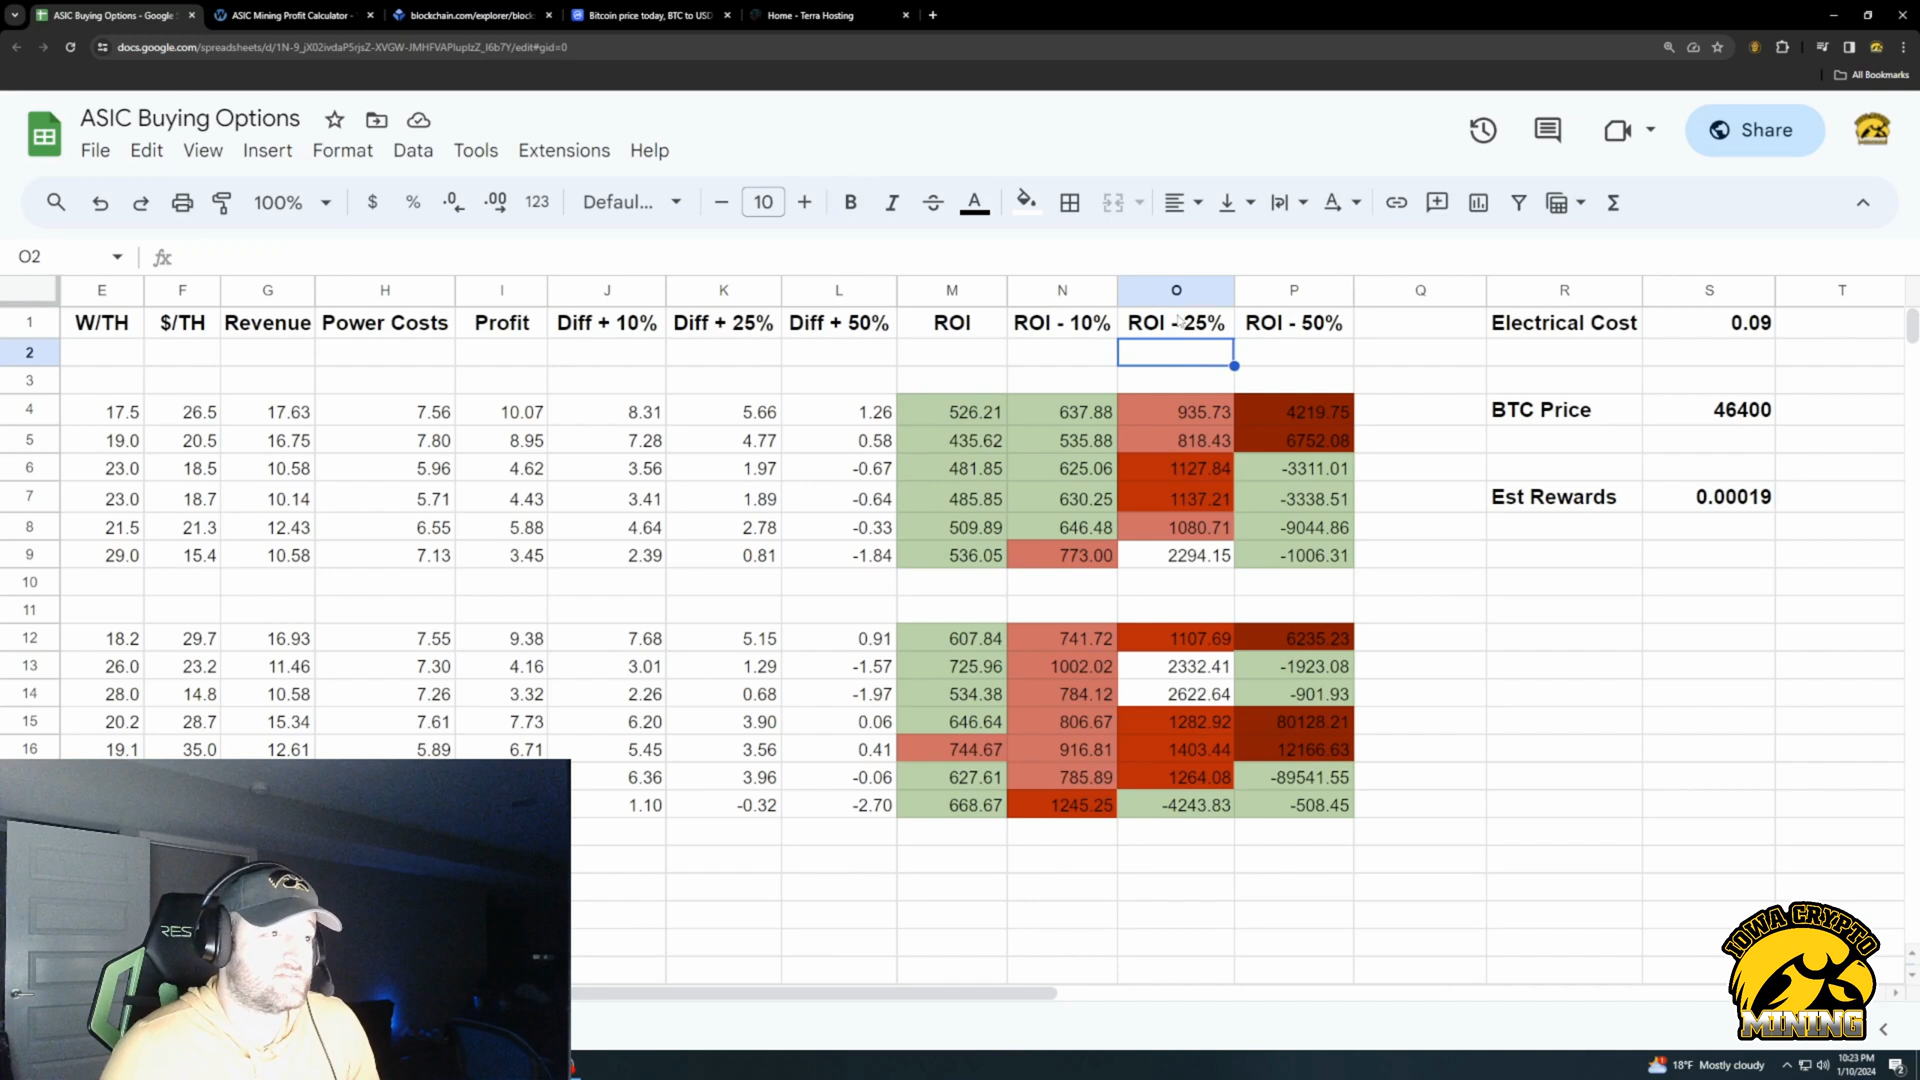 ASIC Buying Options - Google
ASIC Mining Profit Calculator -
blockchain.com/explorer/block
Bitcoin price today, BTC to USD
Home - Terra Hosting
docs.google.com/spreadsheets/d/1N-9_jX02ivdaP5rjsZ-XVGW-JMHFVAPlupIzZ_I6b7Y/edit#gid=0
All Bookmarks
ASIC Buying Options
File Edit View Insert Format Data Tools Extensions Help
Share
100% $ % .0 .00 123 Defaul... 10 B I A
O2 fx
E F G H I J K L M N O P Q R S T
1 W/TH $/TH Revenue Power Costs Profit Diff + 10% Diff + 25% Diff + 50% ROI ROI - 10% ROI - 25% ROI - 50% Electrical Cost 0.09
2
3
4 17.5 26.5 17.63 7.56 10.07 8.31 5.66 1.26 526.21 637.88 935.73 4219.75 BTC Price 46400
5 19.0 20.5 16.75 7.80 8.95 7.28 4.77 0.58 435.62 535.88 818.43 6752.08
6 23.0 18.5 10.58 5.96 4.62 3.56 1.97 -0.67 481.85 625.06 1127.84 -3311.01
7 23.0 18.7 10.14 5.71 4.43 3.41 1.89 -0.64 485.85 630.25 1137.21 -3338.51 Est Rewards 0.00019
8 21.5 21.3 12.43 6.55 5.88 4.64 2.78 -0.33 509.89 646.48 1080.71 -9044.86
9 29.0 15.4 10.58 7.13 3.45 2.39 0.81 -1.84 536.05 773.00 2294.15 -1006.31
10
11
12 18.2 29.7 16.93 7.55 9.38 7.68 5.15 0.91 607.84 741.72 1107.69 6235.23
13 26.0 23.2 11.46 7.30 4.16 3.01 1.29 -1.57 725.96 1002.02 2332.41 -1923.08
14 28.0 14.8 10.58 7.26 3.32 2.26 0.68 -1.97 534.38 784.12 2622.64 -901.93
15 20.2 28.7 15.34 7.61 7.73 6.20 3.90 0.06 646.64 806.67 1282.92 80128.21
16 19.1 35.0 12.61 5.89 6.71 5.45 3.56 0.41 744.67 916.81 1403.44 12166.63
6.36 3.96 -0.06 627.61 785.89 1264.08 -89541.55
1.10 -0.32 -2.70 668.67 1245.25 -4243.83 -508.45
RES
IOWA CRYPTO
MINING
18°F Mostly cloudy
10:23 PM
1/10/2024
2